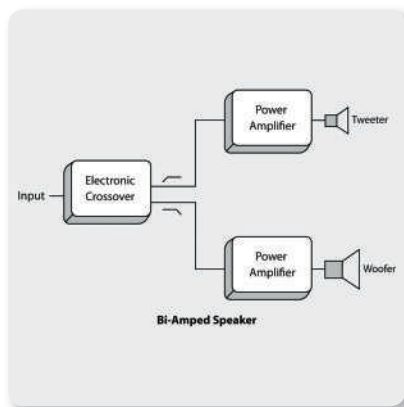 Power
Amplifier
Tweeter
Electronic
Crossover
Input
Power
Amplifier
Woofer
Bi-Amped Speaker